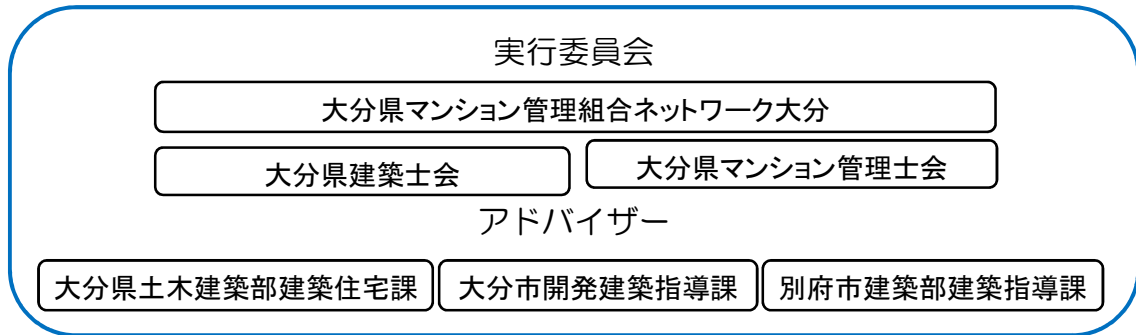 実行委員会
大分県マンション管理組合ネットワーク大分
大分県建築士会
大分県マンション管理士会
アドバイザー
大分県土木建築部建築住宅課
大分市開発建築指導課
別府市建築部建築指導課